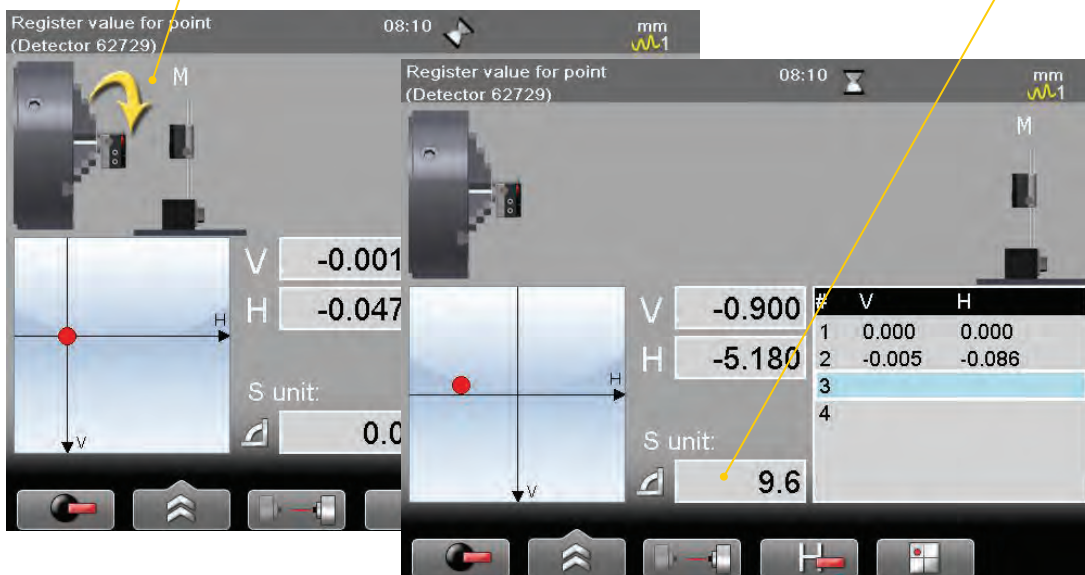 Register value for point
(Detector 62729)
08:10
mm
1
M
V
-0.001
H
-0.047
H
V
S unit:
0.0
Register value for point
(Detector 62729)
08:10
mm
1
M
V
-0.900
H
-5.180
H
V
S unit:
9.6
# V H
1 0.000 0.000
2 -0.005 -0.086
3
4
H